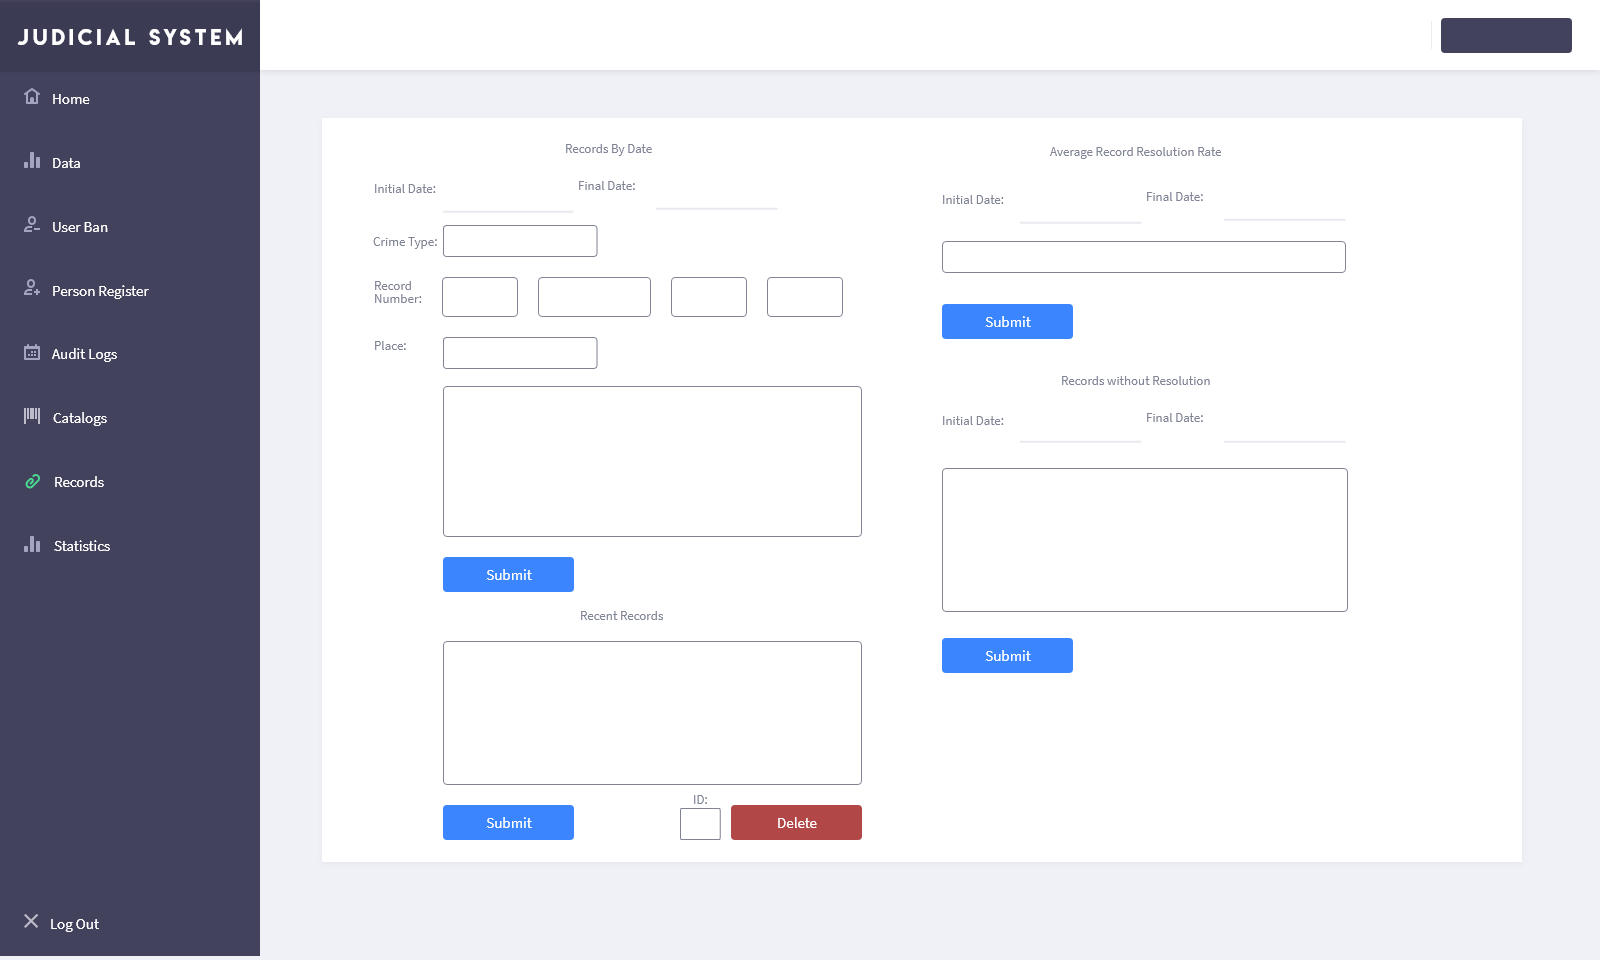 JUDICIAL SYSTEM
Home
Data
User Ban
Person Register
Audit Logs
Catalogs
Records
Statistics
Log Out
Records By Date
Initial Date:
Final Date:
Crime Type:
Record
Number:
Place:
Submit
Recent Records
Submit
ID:
Delete
Average Record Resolution Rate
Initial Date:
Final Date:
Submit
Records without Resolution
Initial Date:
Final Date:
Submit